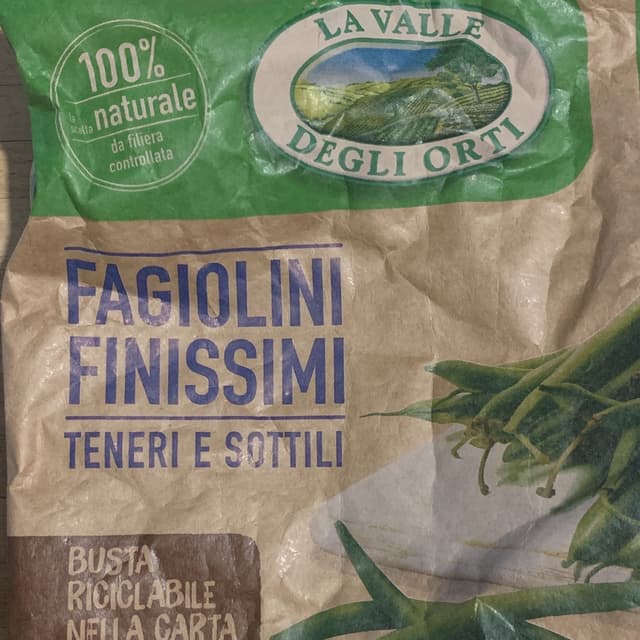 100%
la scelta naturale
da filiera
controllata
LA VALLE
DEGLI ORTI
FAGIOLINI
FINISSIMI
TENERI E SOTTILI
BUSTA
RICICLABILE
NELLA CARTA